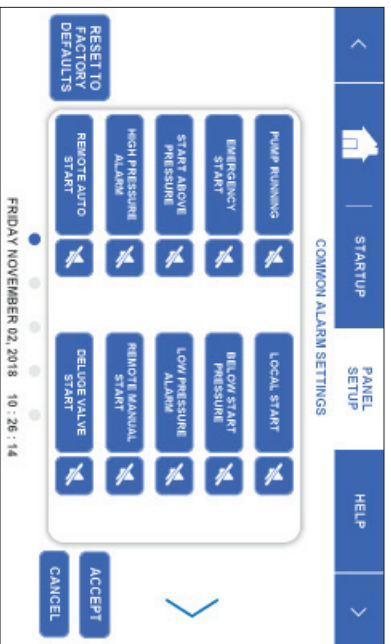 STARTUP
PANEL
SETUP
HELP
COMMON ALARM SETTINGS
PUMP RUNNING
LOCAL START
EMERGENCY
START
BELOW START
PRESSURE
START ABOVE
PRESSURE
LOW PRESSURE
ALARM
HIGH PRESSURE
ALARM
REMOTE MANUAL
START
REMOTE AUTO
START
DELUGE VALVE
START
RESET TO
FACTORY
DEFAULTS
ACCEPT
CANCEL
FRIDAY NOVEMBER 02, 2018 10 : 26 : 14